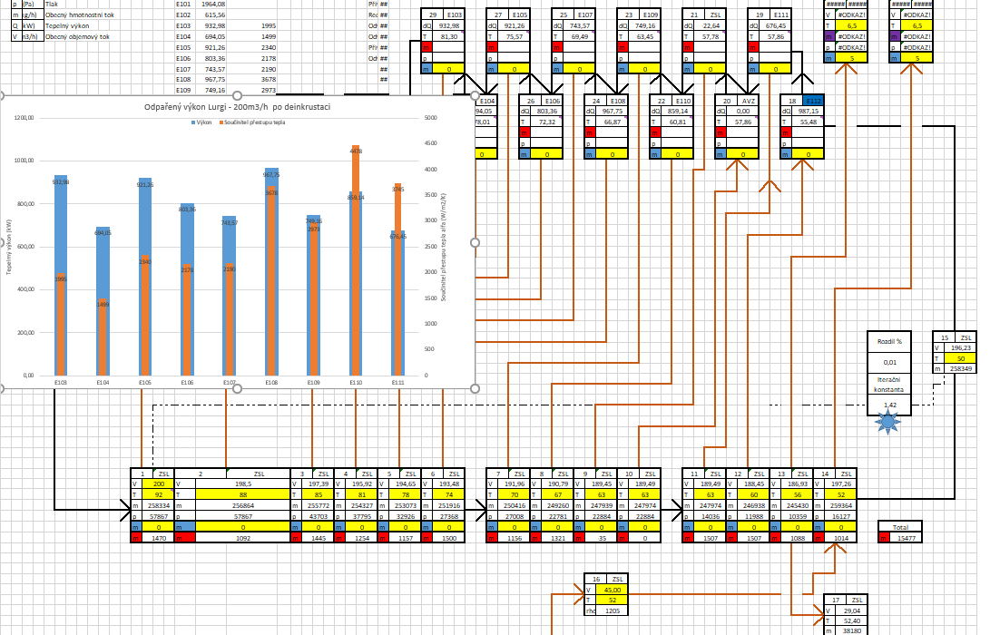 p (Pa) Tlak E101 1964,08 ##
m Obecný hmotnostní tok E102 615,56 ##
Q kW) Tepelný výkon E103 932,98 1995 ##
V m3/h) Obecný objemový tok E104 694,05 1499 ##
E105 921,26 2340 ##
E106 803,36 2178 ##
E107 743,57 2190 ##
E108 967,75 3678 ##
E109 749,16 2973
29 E103
dQ 932,98
T 81,30
m
p
m 0
27 E105
dQ 921,26
T 75,57
m
p
m 0
25 E107
dQ 743,57
T 69,49
m
p
m 0
23 E109
dQ 749,16
T 63,45
m
p
m 0
21 ZSL
dQ 22,64
T 57,78
m
p
m 0
19 E111
dQ 676,45
T 57,86
m
p
m 0
##### #####
V #ODKAZ!
T 6,5
m #ODKAZ!
p #ODKAZ!
m 5
##### #####
V #ODKAZ!
T 6,5
m #ODKAZ!
p #ODKAZ!
m 5
E104
94,05
78,01
0
26 E106
dQ 803,36
T 72,32
m
p
m 0
24 E108
dQ 967,75
T 66,87
m
p
m 0
22 E110
dQ 859,14
T 60,81
m
p
m 0
20 AVZ
dQ 0,00
T 57,86
m
p
m 0
18 E112
dQ 987,15
T 55,48
m
p
m 0
Odpařený výkon Lurgi - 200m3/h po deinkrustaci
Výkon Součinitel přestupu tepla
Tepelný výkon (kW)
1200,00
1000,00
800,00
600,00
400,00
200,00
0,00
932,98
694,05
921,26
803,36
743,57
967,75
749,16
859,14
676,45
1995
1499
2340
2178
2190
3678
2973
4478
3745
E103 E104 E105 E106 E107 E108 E109 E110 E111
5000
4500
4000
3500
3000
2500
2000
1500
1000
500
0
Součinitel přestupu tepla alfa (W/m2/K)
Rozdíl %
0,01
Iterační
konstanta
1,42
15 ZSL
V 196,23
T 50
m 258349
1 ZSL
V 200
T 92
m 258334
p 57867
m 0
m 1470
2 ZSL
V 198,5
T 88
m 256864
p 57867
m 0
m 1092
3 ZSL
V 197,39
T 85
m 255772
p 43703
m 0
m 1445
4 ZSL
V 195,92
T 81
m 254327
p 37795
m 0
m 1254
5 ZSL
V 194,65
T 78
m 253073
p 32926
m 0
m 1157
6 ZSL
V 193,48
T 74
m 251916
p 27368
m 0
m 1500
7 ZSL
V 191,96
T 70
m 250416
p 27008
m 0
m 1156
8 ZSL
V 190,79
T 67
m 249260
p 22781
m 0
m 1321
9 ZSL
V 189,45
T 63
m 247939
p 22884
m 0
m 35
10 ZSL
V 189,49
T 63
m 247974
p 22884
m 0
m 0
11 ZSL
V 189,49
T 63
m 247974
p 14036
m 0
m 1507
12 ZSL
V 188,45
T 60
m 246938
p 11988
m 0
m 1507
13 ZSL
V 186,93
T 56
m 245430
p 10359
m 0
m 1088
14 ZSL
V 197,26
T 52
m 259364
p 16127
m 0
m 1014
Total
m 15477
16 ZSL
V 45,00
T 52
rho 1205
17 ZSL
V 29,04
T 52,40
m 38180